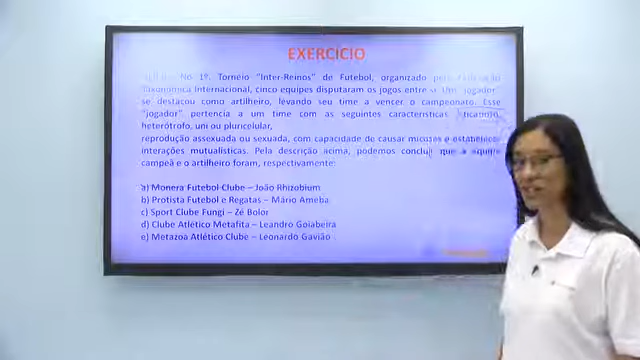 EXERCÍCIO
No 1º. Torneio "Inter-Reinos" de Futebol, organizado pela
Taxonômica Internacional, cinco equipes disputaram os jogos entre si. Um "jogador"
se destacou como artilheiro, levando seu time a vencer o campeonato. Esse
"jogador" pertencia a um time com as seguintes características
heterótrofo, uni ou pluricelular,
reprodução assexuada ou sexuada, com capacidade de causar micoses e estabelece
interações mutualísticas. Pela descrição acima, podemos concluir que a equipe
campeã e o artilheiro foram, respectivamente:
a) Monera Futebol Clube – João Rhizobium
b) Protista Futebol e Regatas – Mário Ameba
c) Sport Clube Fungi – Zé Bolor
d) Clube Atlético Metafita – Leandro Goiabeira
e) Metazoa Atlético Clube – Leonardo Gavião